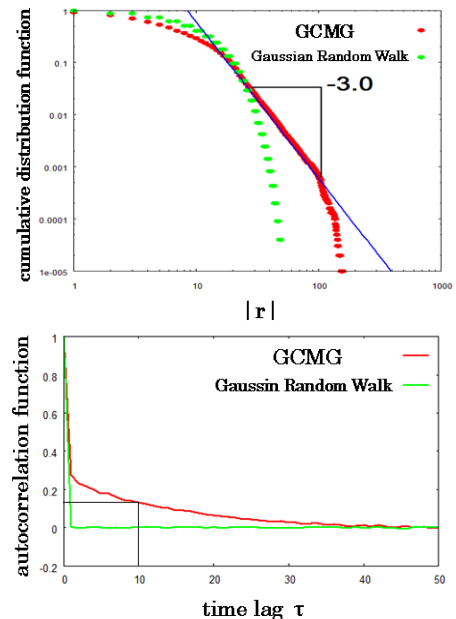 cumulative distribution function
1
0.1
0.01
0.001
0.0001
1e-005
GCMG
Gaussian Random Walk
-3.0
1
10
100
1000
|r|
autocorrelation function
1
0.8
0.6
0.4
0.2
0
-0.2
GCMG
Gaussin Random Walk
0
10
20
30
40
50
time lag τ